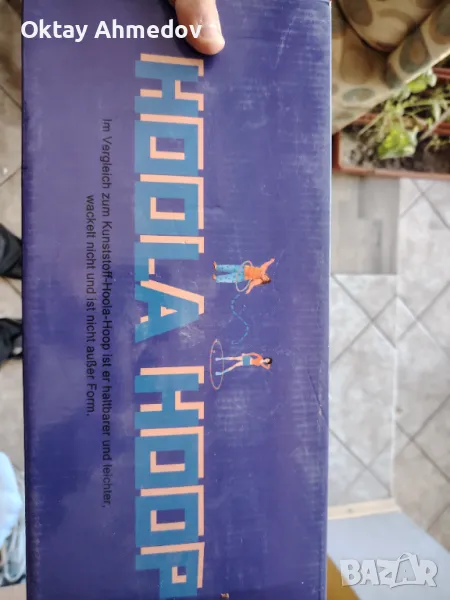 Oktay Ahmedov
HOOLA HOOP
Im Vergleich zum Kunststoff-Hoola-Hoop ist er haltbarer und leichter,
wackelt nicht und ist nicht außer Form.
BAZAR